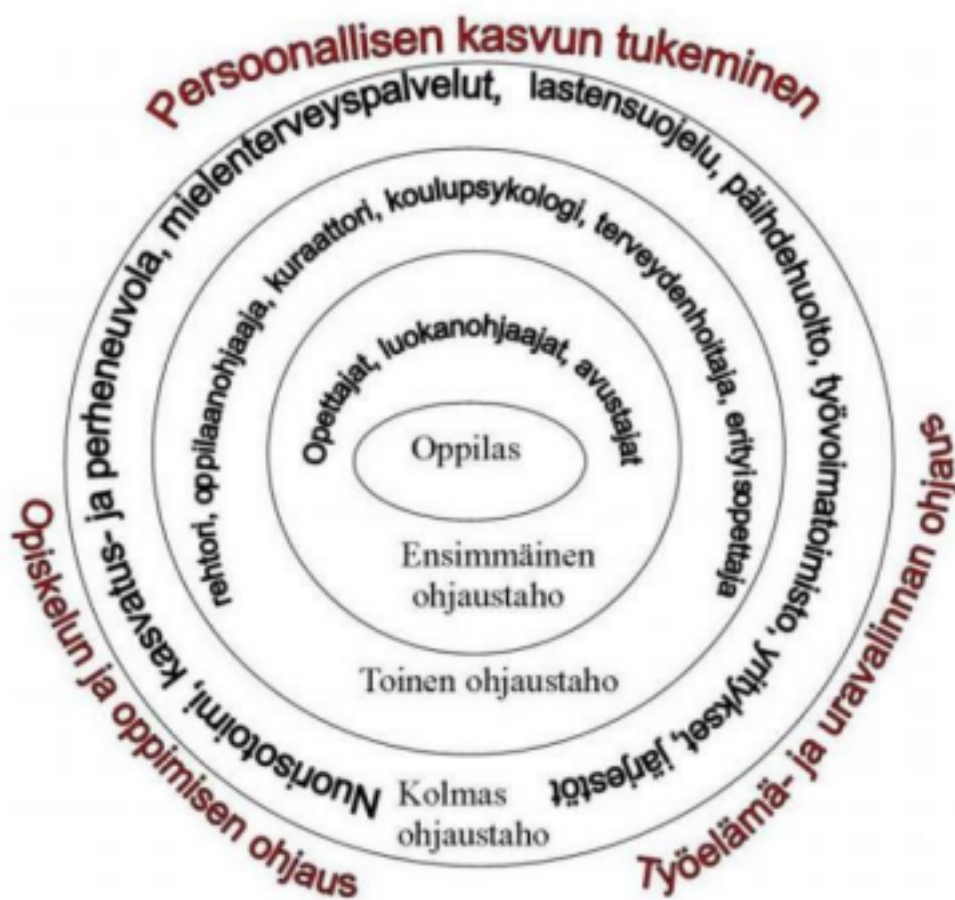 Persoonallisen kasvun tukeminen
Nuorisotoimi, kasvatus- ja perheneuvola, mielenterveyspalvelut, lastensuojelu, päihdehuolto, työvoimatoimisto, yritykset, järjestöt
rehtori, oppilaanohjaaja, kuraattori, koulupsykologi, terveydenhoitaja, erityisopettaja
Opettajat, luokanohjaajat, avustajat
Oppilas
Ensimmäinen
ohjaustaho
Toinen ohjaustaho
Kolmas
ohjaustaho
Opiskelun ja oppimisen ohjaus
Työelämä- ja uravalinnan ohjaus